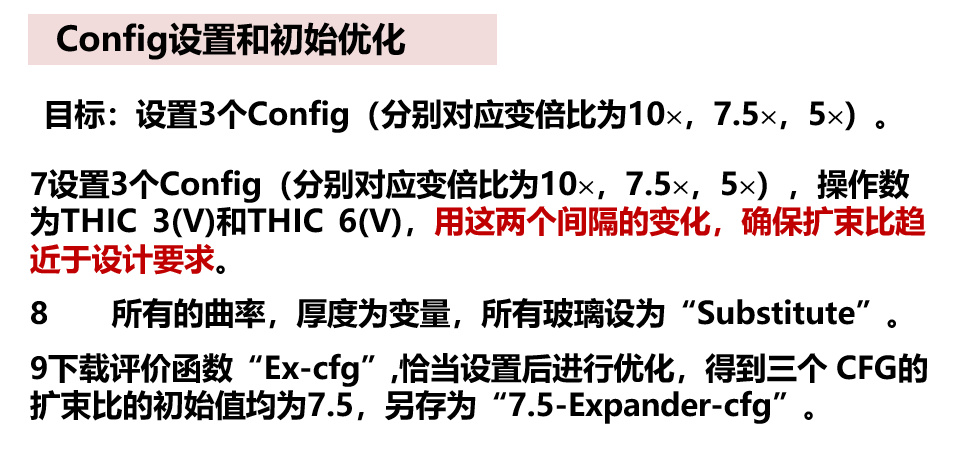 Config设置和初始优化
目标：设置3个Config（分别对应变倍比为10×，7.5×，5×）。
7设置3个Config（分别对应变倍比为10×，7.5×，5×），操作数
为THIC 3(V)和THIC 6(V)，用这两个间隔的变化，确保扩束比趋
近于设计要求。
8 所有的曲率，厚度为变量，所有玻璃设为“Substitute”。
9下载评价函数“Ex-cfg”,恰当设置后进行优化，得到三个 CFG的
扩束比的初始值均为7.5，另存为“7.5-Expander-cfg”。